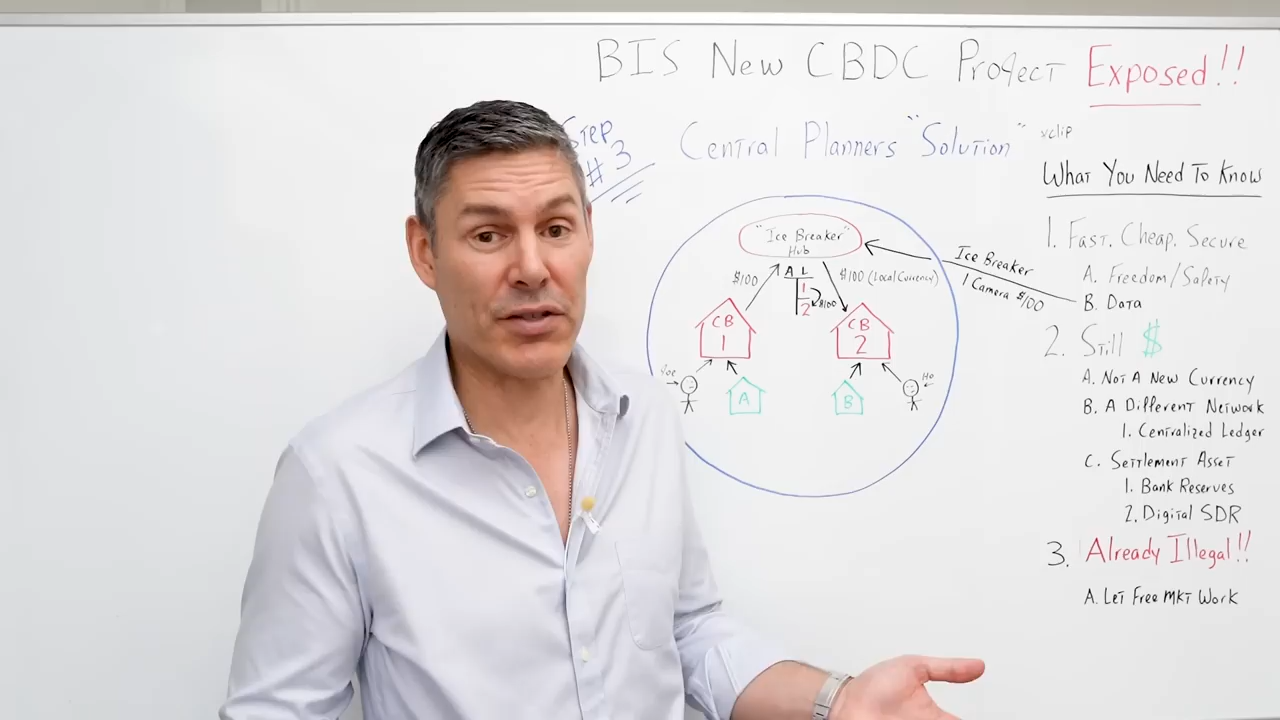 BIS New CBDC Project Exposed!!
Step #3
Central Planners "Solution"
xclip
What You Need To Know
"Ice Breaker"
Hub
$100
A L
1
2
$100
$100 (Local Currency)
CB
1
CB
2
Joe
A
B
Mo
Ice Breaker
1 Camera $100
1. Fast. Cheap. Secure
A. Freedom/Safety
B. Data
2. Still $
A. Not A New Currency
B. A Different Network
1. Centralized Ledger
C. Settlement Asset
1. Bank Reserves
2. Digital SDR
3. Already Illegal!!
A. Let Free MKT Work